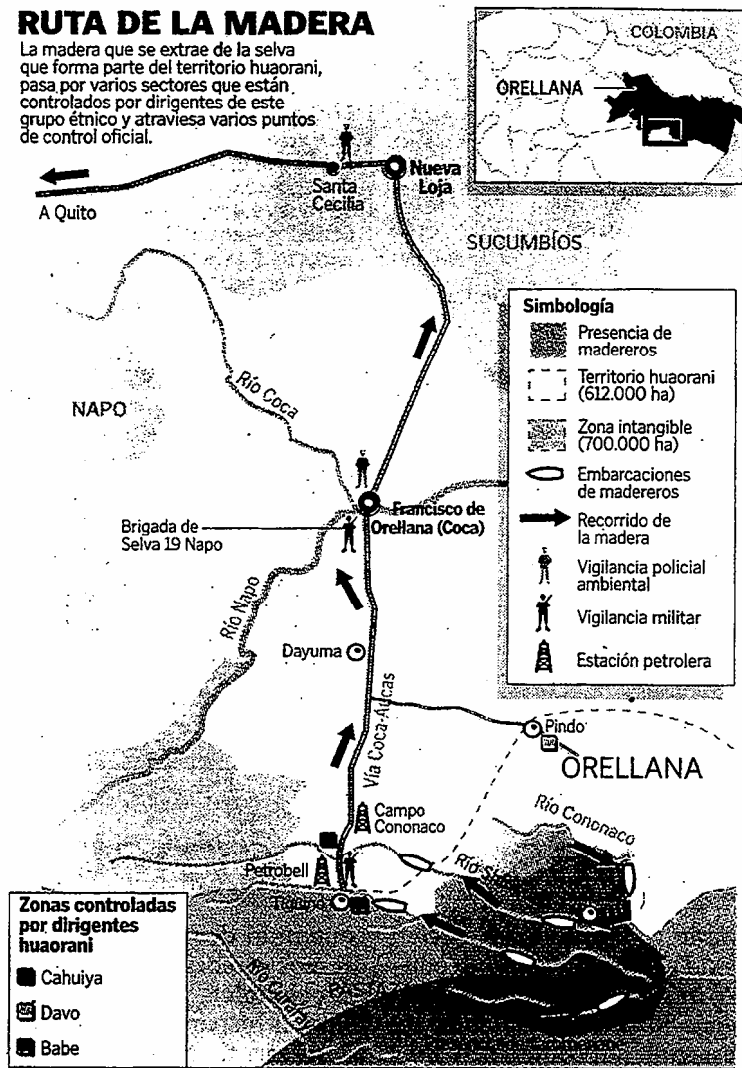 RUTA DE LA MADERA
La madera que se extrae de la selva
que forma parte del territorio huaorani,
pasa por varios sectores que están
controlados por dirigentes de este
grupo étnico y atraviesa varios puntos
de control oficial.
COLOMBIA
ORELLANA
Nueva
Loja
Santa
Cecilia
A Quito
SUCUMBÍOS
Simbología
Presencia de
madereros
Territorio huaorani
(612.000 ha)
Zona intangible
(700.000 ha)
Embarcaciones
de madereros
Recorrido de
la madera
Vigilancia policial
ambiental
Vigilancia militar
Estación petrolera
Río Coca
NAPO
Francisco de
Orellana (Coca)
Brigada de
Selva 19 Napo
Río Napo
Dayuma
Vía Coca-Aucas
Pindo
ORELLANA
Campo
Cononaco
Río Cononaco
Petrobell
Zonas controladas
por dirigentes
huaorani
Cahuiya
Davo
Babe